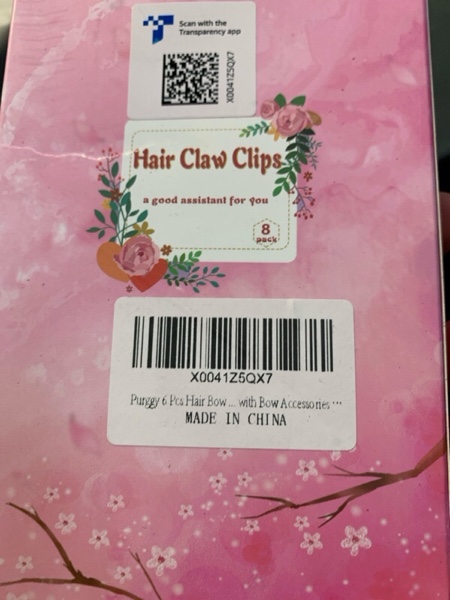 Scan with the
Transparency app
X0041Z5QX7
Hair Claw Clips
a good assistant for you
8
pack
X0041Z5QX7
Purggy 6 Pcs Hair Bow ... with Bow Accessories ...
MADE IN CHINA